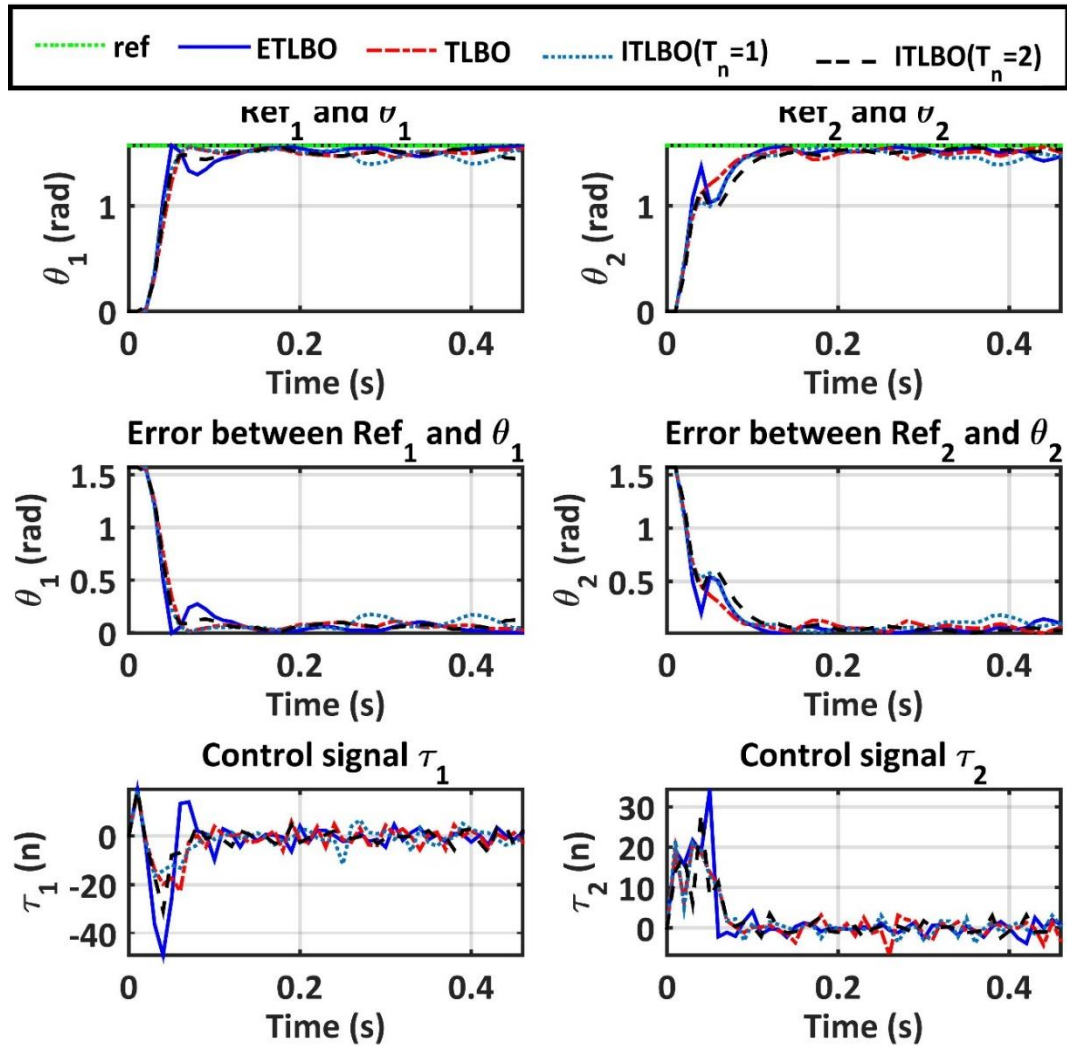 ref ETLBO TLBO ITLBO(T_n=1) ITLBO(T_n=2)
Ref1 and θ1
θ1 (rad)
1
0
0 0.2 0.4
Time (s)
Ref2 and θ2
θ2 (rad)
1
0
0 0.2 0.4
Time (s)
Error between Ref1 and θ1
θ1 (rad)
1.5
1
0.5
0
0 0.2 0.4
Time (s)
Error between Ref2 and θ2
θ2 (rad)
1.5
1
0.5
0
0 0.2 0.4
Time (s)
Control signal τ1
τ1 (n)
0
-20
-40
0 0.2 0.4
Time (s)
Control signal τ2
τ2 (n)
30
20
10
0
0 0.2 0.4
Time (s)